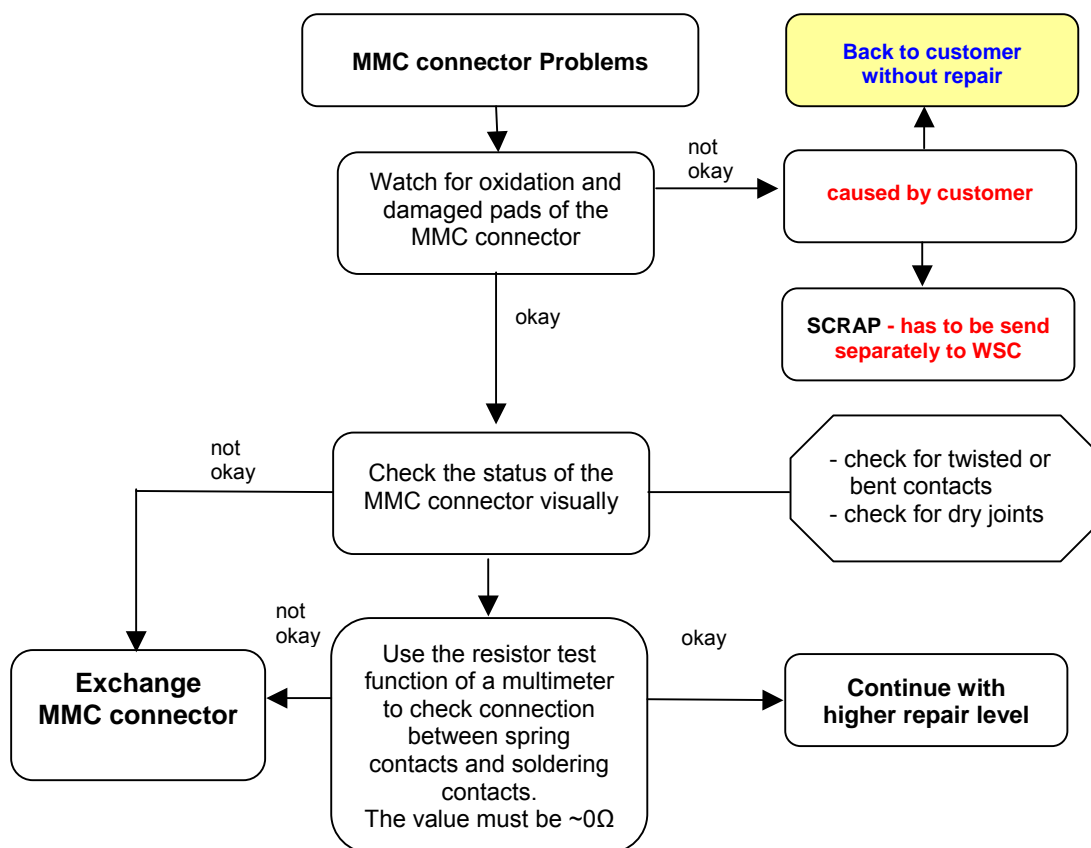 MMC connector Problems
Back to customer
without repair
not
okay
Watch for oxidation and
damaged pads of the
MMC connector
caused by customer
okay
SCRAP - has to be send
separately to WSC
not
okay
Check the status of the
MMC connector visually
- check for twisted or
bent contacts
- check for dry joints
not
okay
okay
Exchange
MMC connector
Use the resistor test
function of a multimeter
to check connection
between spring
contacts and soldering
contacts.
The value must be ~0Ω
Continue with
higher repair level